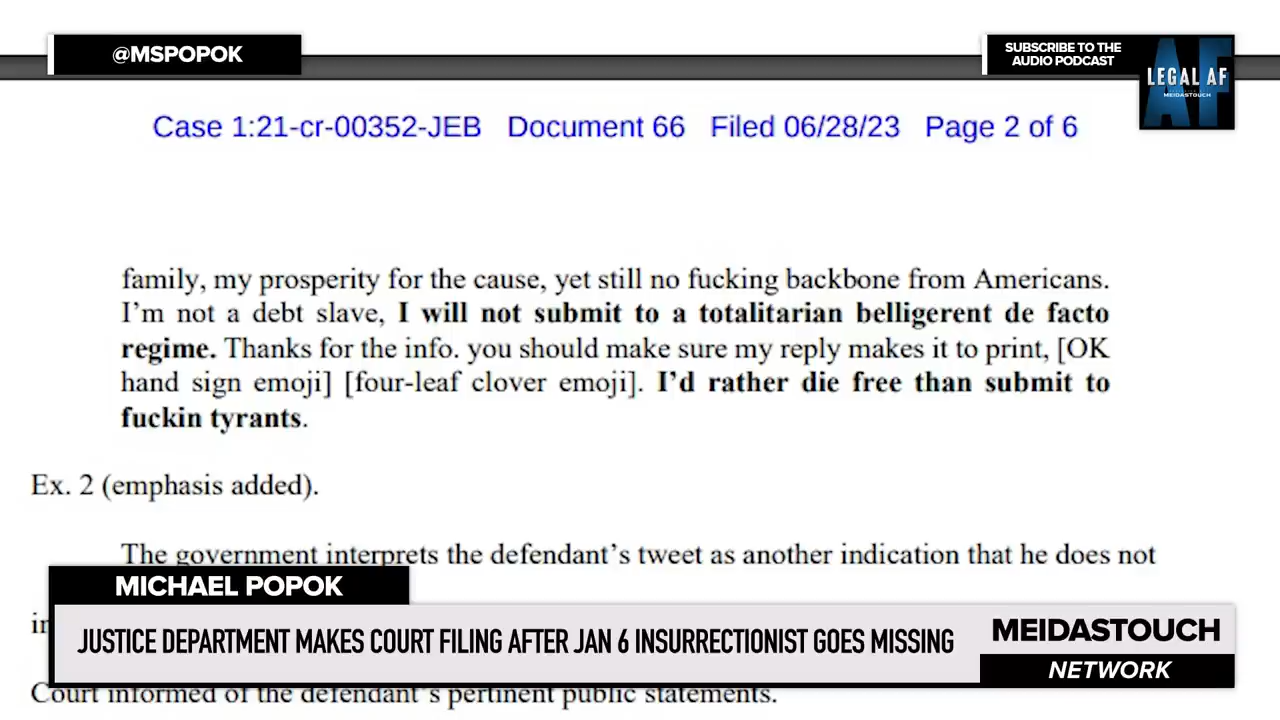 @MSPOPOK
SUBSCRIBE TO THE
AUDIO PODCAST
LEGAL AF
MEIDASTOUCH
Case 1:21-cr-00352-JEB Document 66 Filed 06/28/23 Page 2 of 6
family, my prosperity for the cause, yet still no fucking backbone from Americans.
I'm not a debt slave, I will not submit to a totalitarian belligerent de facto
regime. Thanks for the info. you should make sure my reply makes it to print, [OK
hand sign emoji] [four-leaf clover emoji]. I'd rather die free than submit to
fuckin tyrants.
Ex. 2 (emphasis added).
The government interprets the defendant's tweet as another indication that he does not
MICHAEL POPOK
JUSTICE DEPARTMENT MAKES COURT FILING AFTER JAN 6 INSURRECTIONIST GOES MISSING
MEIDASTOUCH
NETWORK
Court informed of the defendant's pertinent public statements.